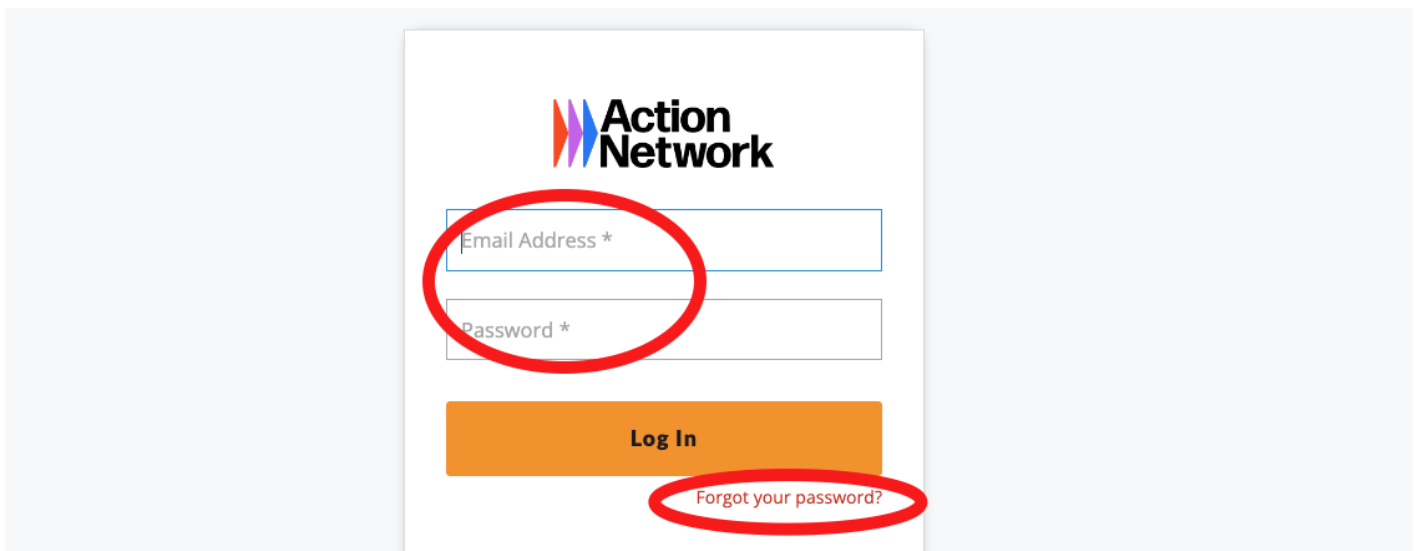 Action
Network
Email Address *
Password *
Log In
Forgot your password?